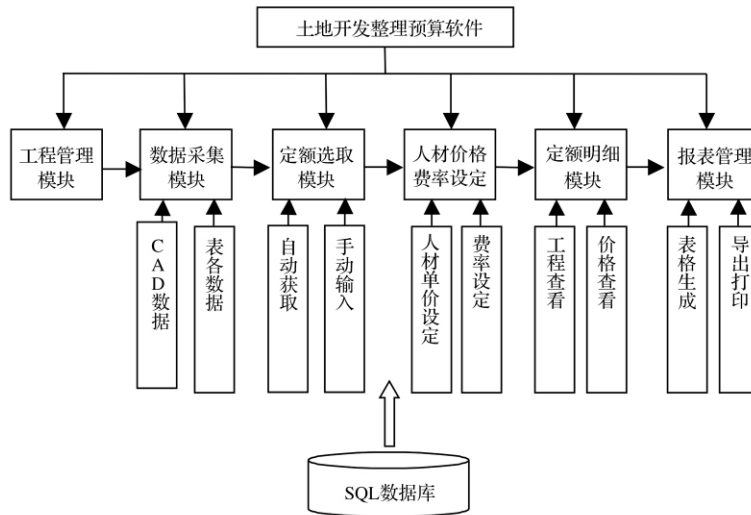 土地开发整理预算软件
工程管理
模块
数据采集
模块
定额选取
模块
人材价格
费率设定
定额明细
模块
报表管理
模块
CAD数据
表各数据
自动获取
手动输入
人材单价设定
费率设定
工程查看
价格查看
表格生成
导出打印
SQL数据库